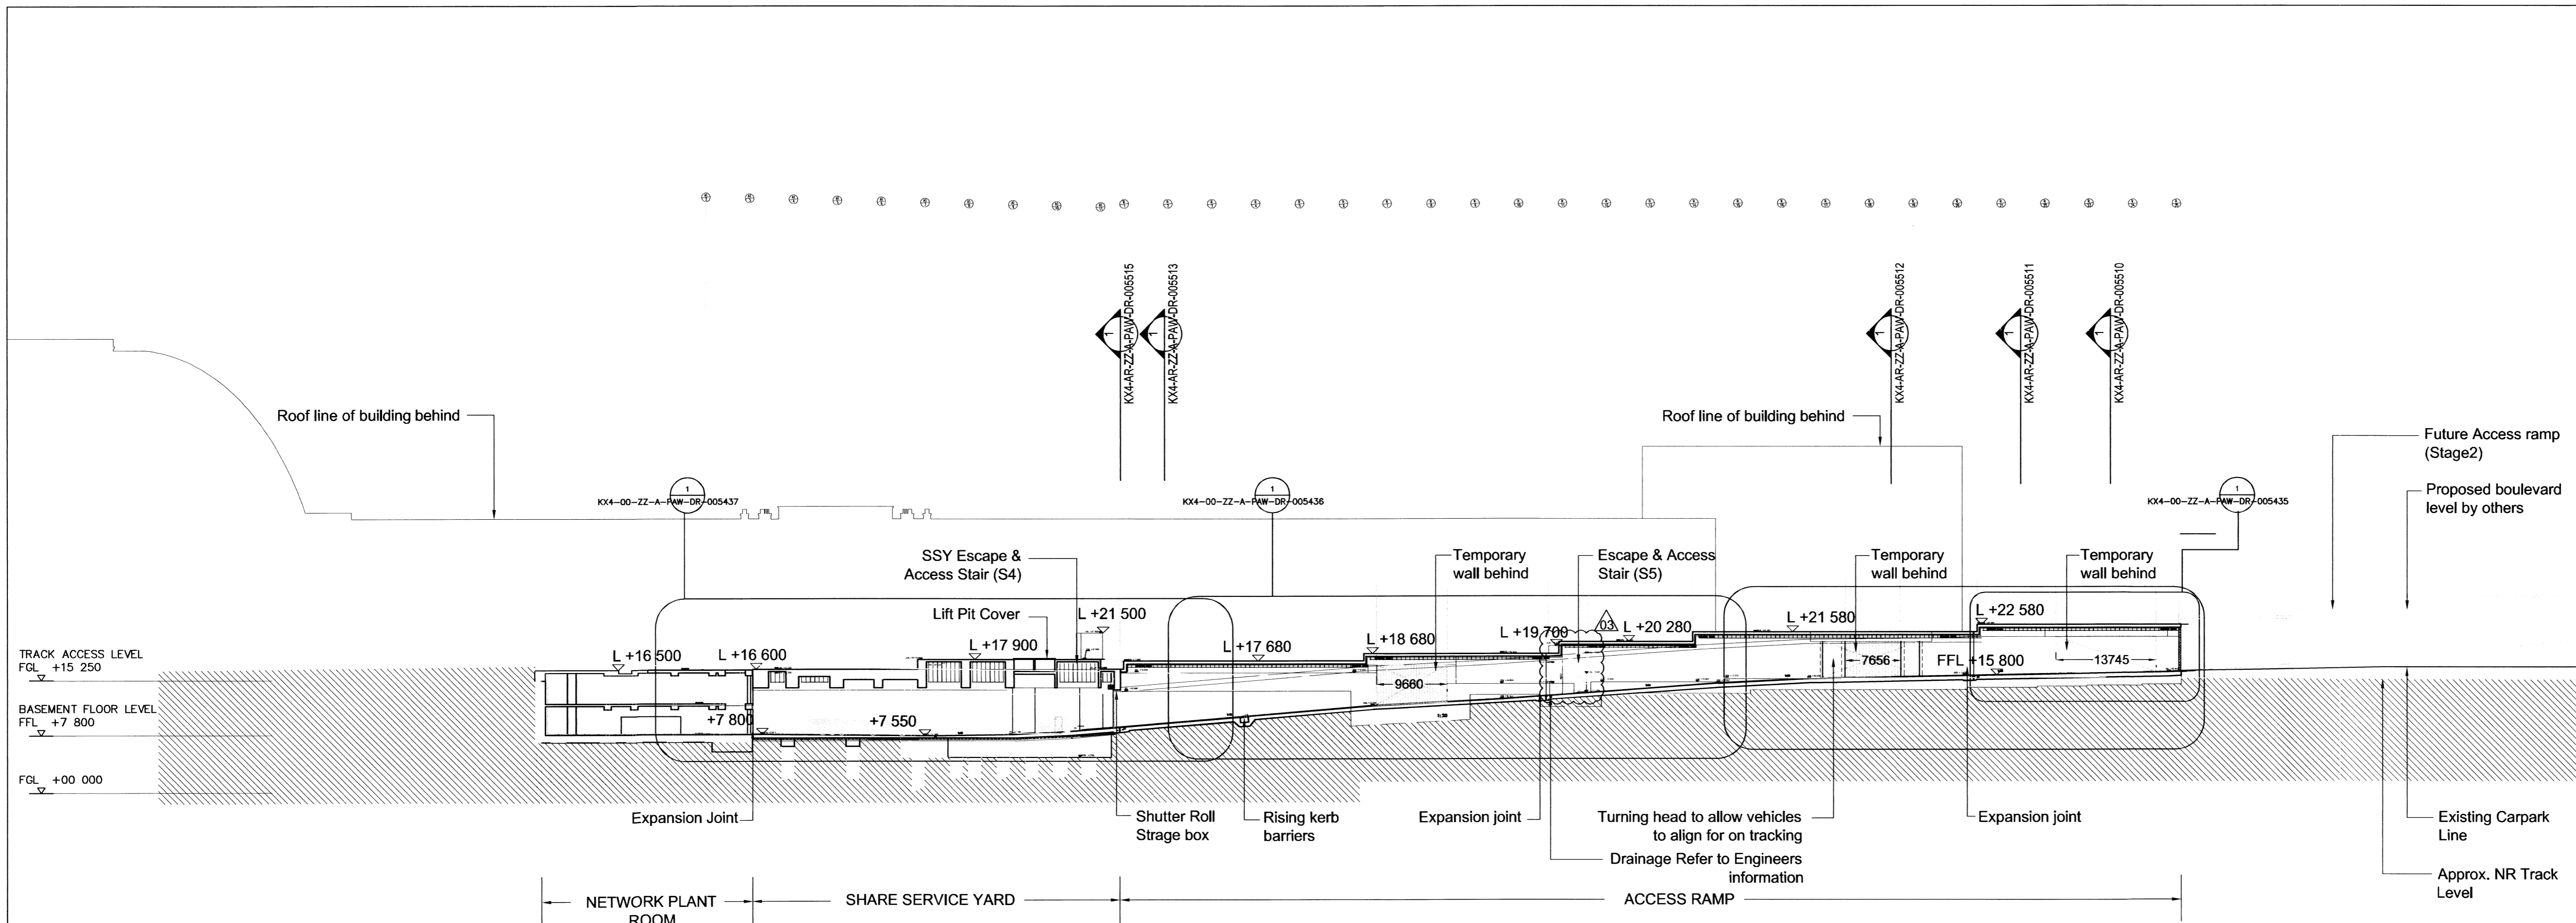 KX4-AR-ZZ-A-PAW-DR-005515
KX4-AR-ZZ-A-PAW-DR-005513
KX4-AR-ZZ-A-PAW-DR-005512
KX4-AR-ZZ-A-PAW-DR-005511
KX4-AR-ZZ-A-PAW-DR-005510
1
1
1
1
1
Roof line of building behind
Roof line of building behind
Future Access ramp
(Stage2)
Proposed boulevard
level by others
1
KX4-00-ZZ-A-PAW-DR-005437
1
KX4-00-ZZ-A-PAW-DR-005436
1
KX4-00-ZZ-A-PAW-DR-005435
SSY Escape &
Access Stair (S4)
Temporary
wall behind
Escape & Access
Stair (S5)
Temporary
wall behind
Temporary
wall behind
Lift Pit Cover
L +21 500
03
L +16 500
L +16 600
L +17 900
L +17 680
L +18 680
L +19 700
L +20 280
L +21 580
L +22 580
TRACK ACCESS LEVEL
FGL +15 250
9660
7656
FFL +15 800
13745
BASEMENT FLOOR LEVEL
FFL +7 800
+7 800
+7 550
FGL +00 000
Expansion Joint
Shutter Roll
Strage box
Rising kerb
barriers
Expansion joint
Turning head to allow vehicles
to align for on tracking
Expansion joint
Drainage Refer to Engineers
information
Existing Carpark
Line
Approx. NR Track
Level
NETWORK PLANT
ROOM
SHARE SERVICE YARD
ACCESS RAMP